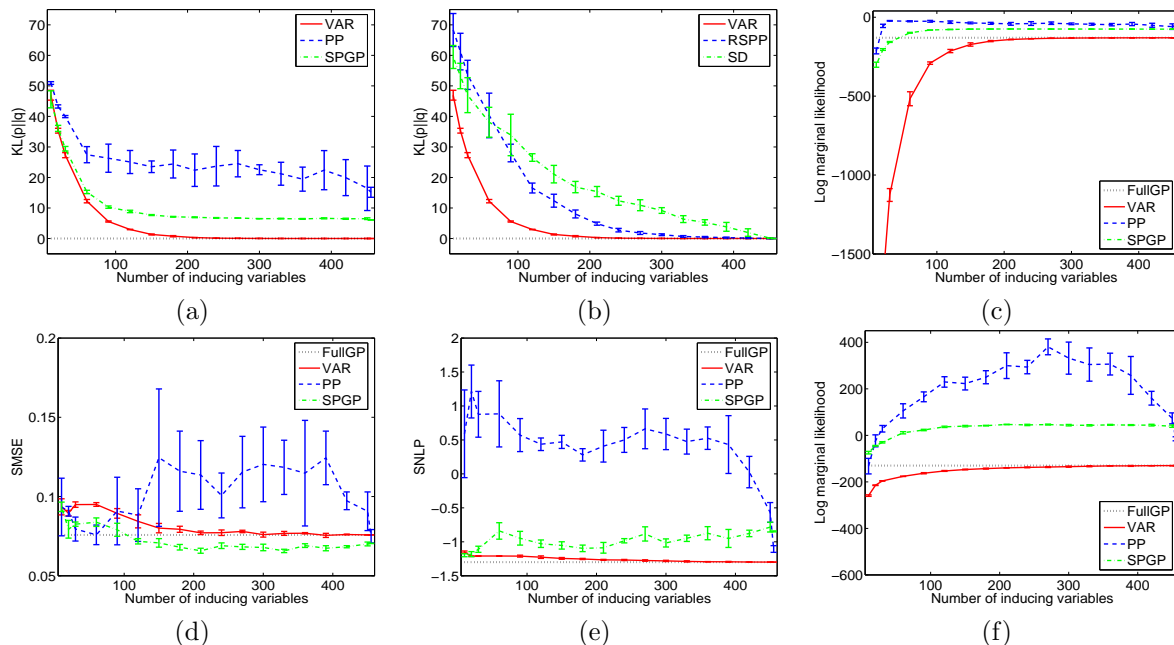 KL(p||q)
70
60
50
40
30
20
10
0
VAR
PP
SPGP
100
200
300
400
Number of inducing variables
(a)
KL(p||q)
70
60
50
40
30
20
10
0
VAR
RSPP
SD
100
200
300
400
Number of inducing variables
(b)
Log marginal likelihood
0
−500
−1000
−1500
FullGP
VAR
PP
SPGP
100
200
300
400
Number of inducing variables
(c)
SMSE
0.2
0.15
0.1
0.05
FullGP
VAR
PP
SPGP
100
200
300
400
Number of inducing variables
(d)
SNLP
2
1.5
1
0.5
0
−0.5
−1
−1.5
FullGP
VAR
PP
SPGP
100
200
300
400
Number of inducing variables
(e)
Log marginal likelihood
400
200
0
−200
−400
−600
FullGP
VAR
PP
SPGP
100
200
300
400
Number of inducing variables
(f)